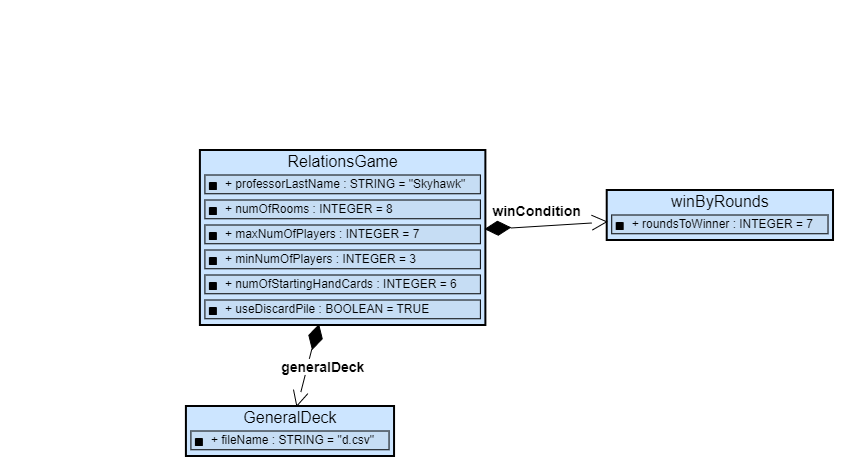 RelationsGame
+ professorLastName : STRING = "Skyhawk"
+ numOfRooms : INTEGER = 8
+ maxNumOfPlayers : INTEGER = 7
+ minNumOfPlayers : INTEGER = 3
+ numOfStartingHandCards : INTEGER = 6
+ useDiscardPile : BOOLEAN = TRUE
winCondition
winByRounds
+ roundsToWinner : INTEGER = 7
generalDeck
GeneralDeck
+ fileName : STRING = "d.csv"